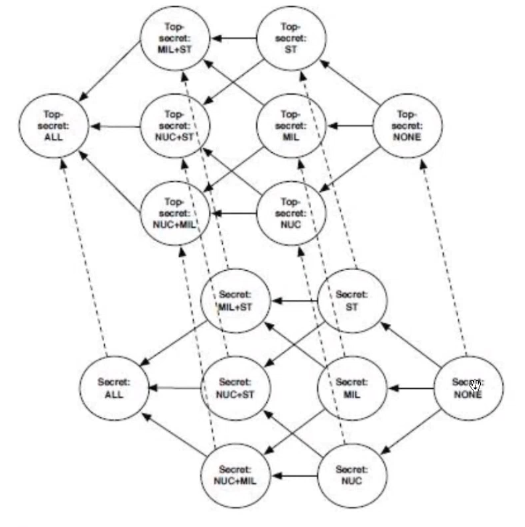 Top-
secret:
MIL+ST
Top-
secret:
ST
Top-
secret:
ALL
Top-
secret:
NUC+ST
Top-
secret:
MIL
Top-
secret:
NONE
Top-
secret:
NUC+MIL
Top-
secret:
NUC
Secret:
MIL+ST
Secret:
ST
Secret:
ALL
Secret:
NUC+ST
Secret:
MIL
Secret:
NONE
Secret:
NUC+MIL
Secret:
NUC